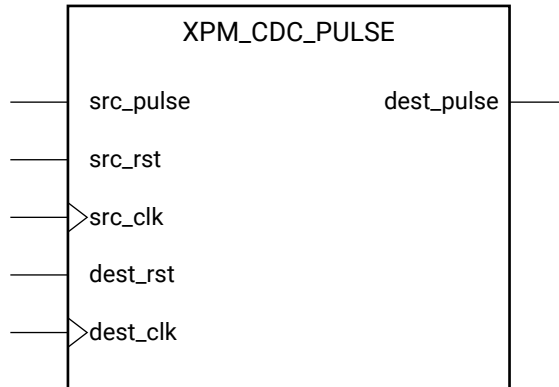 XPM_CDC_PULSE
src_pulse dest_pulse
src_rst
src_clk
dest_rst
dest_clk